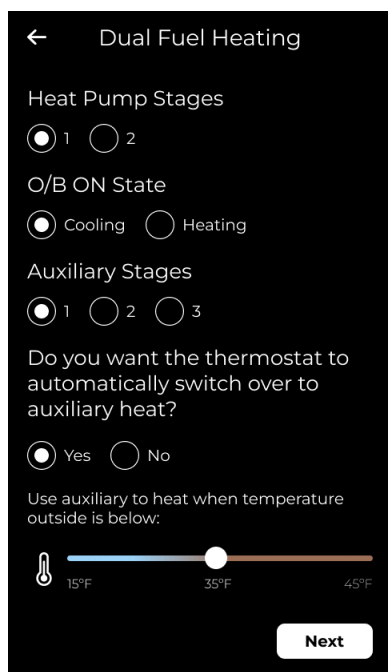 Dual Fuel Heating
Heat Pump Stages
1 2
O/B ON State
Cooling Heating
Auxiliary Stages
1 2 3
Do you want the thermostat to
automatically switch over to
auxiliary heat?
Yes No
Use auxiliary to heat when temperature
outside is below:
15°F 35°F 45°F
Next